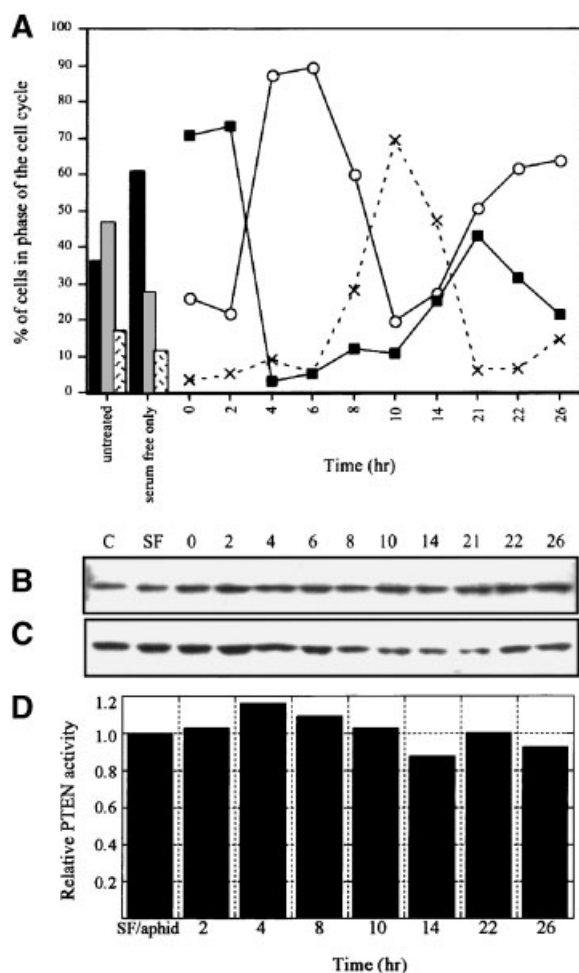 A
% of cells in phase of the cell cycle
100
90
80
70
60
50
40
30
20
10
0
untreated
serum free only
0 2 4 6 8 10 14 21 22 26
Time (hr)
C SF 0 2 4 6 8 10 14 21 22 26
B
C
D
Relative PTEN activity
1.2
1.0
0.8
0.6
0.4
0.2
SF/aphid 2 4 8 10 14 22 26
Time (hr)